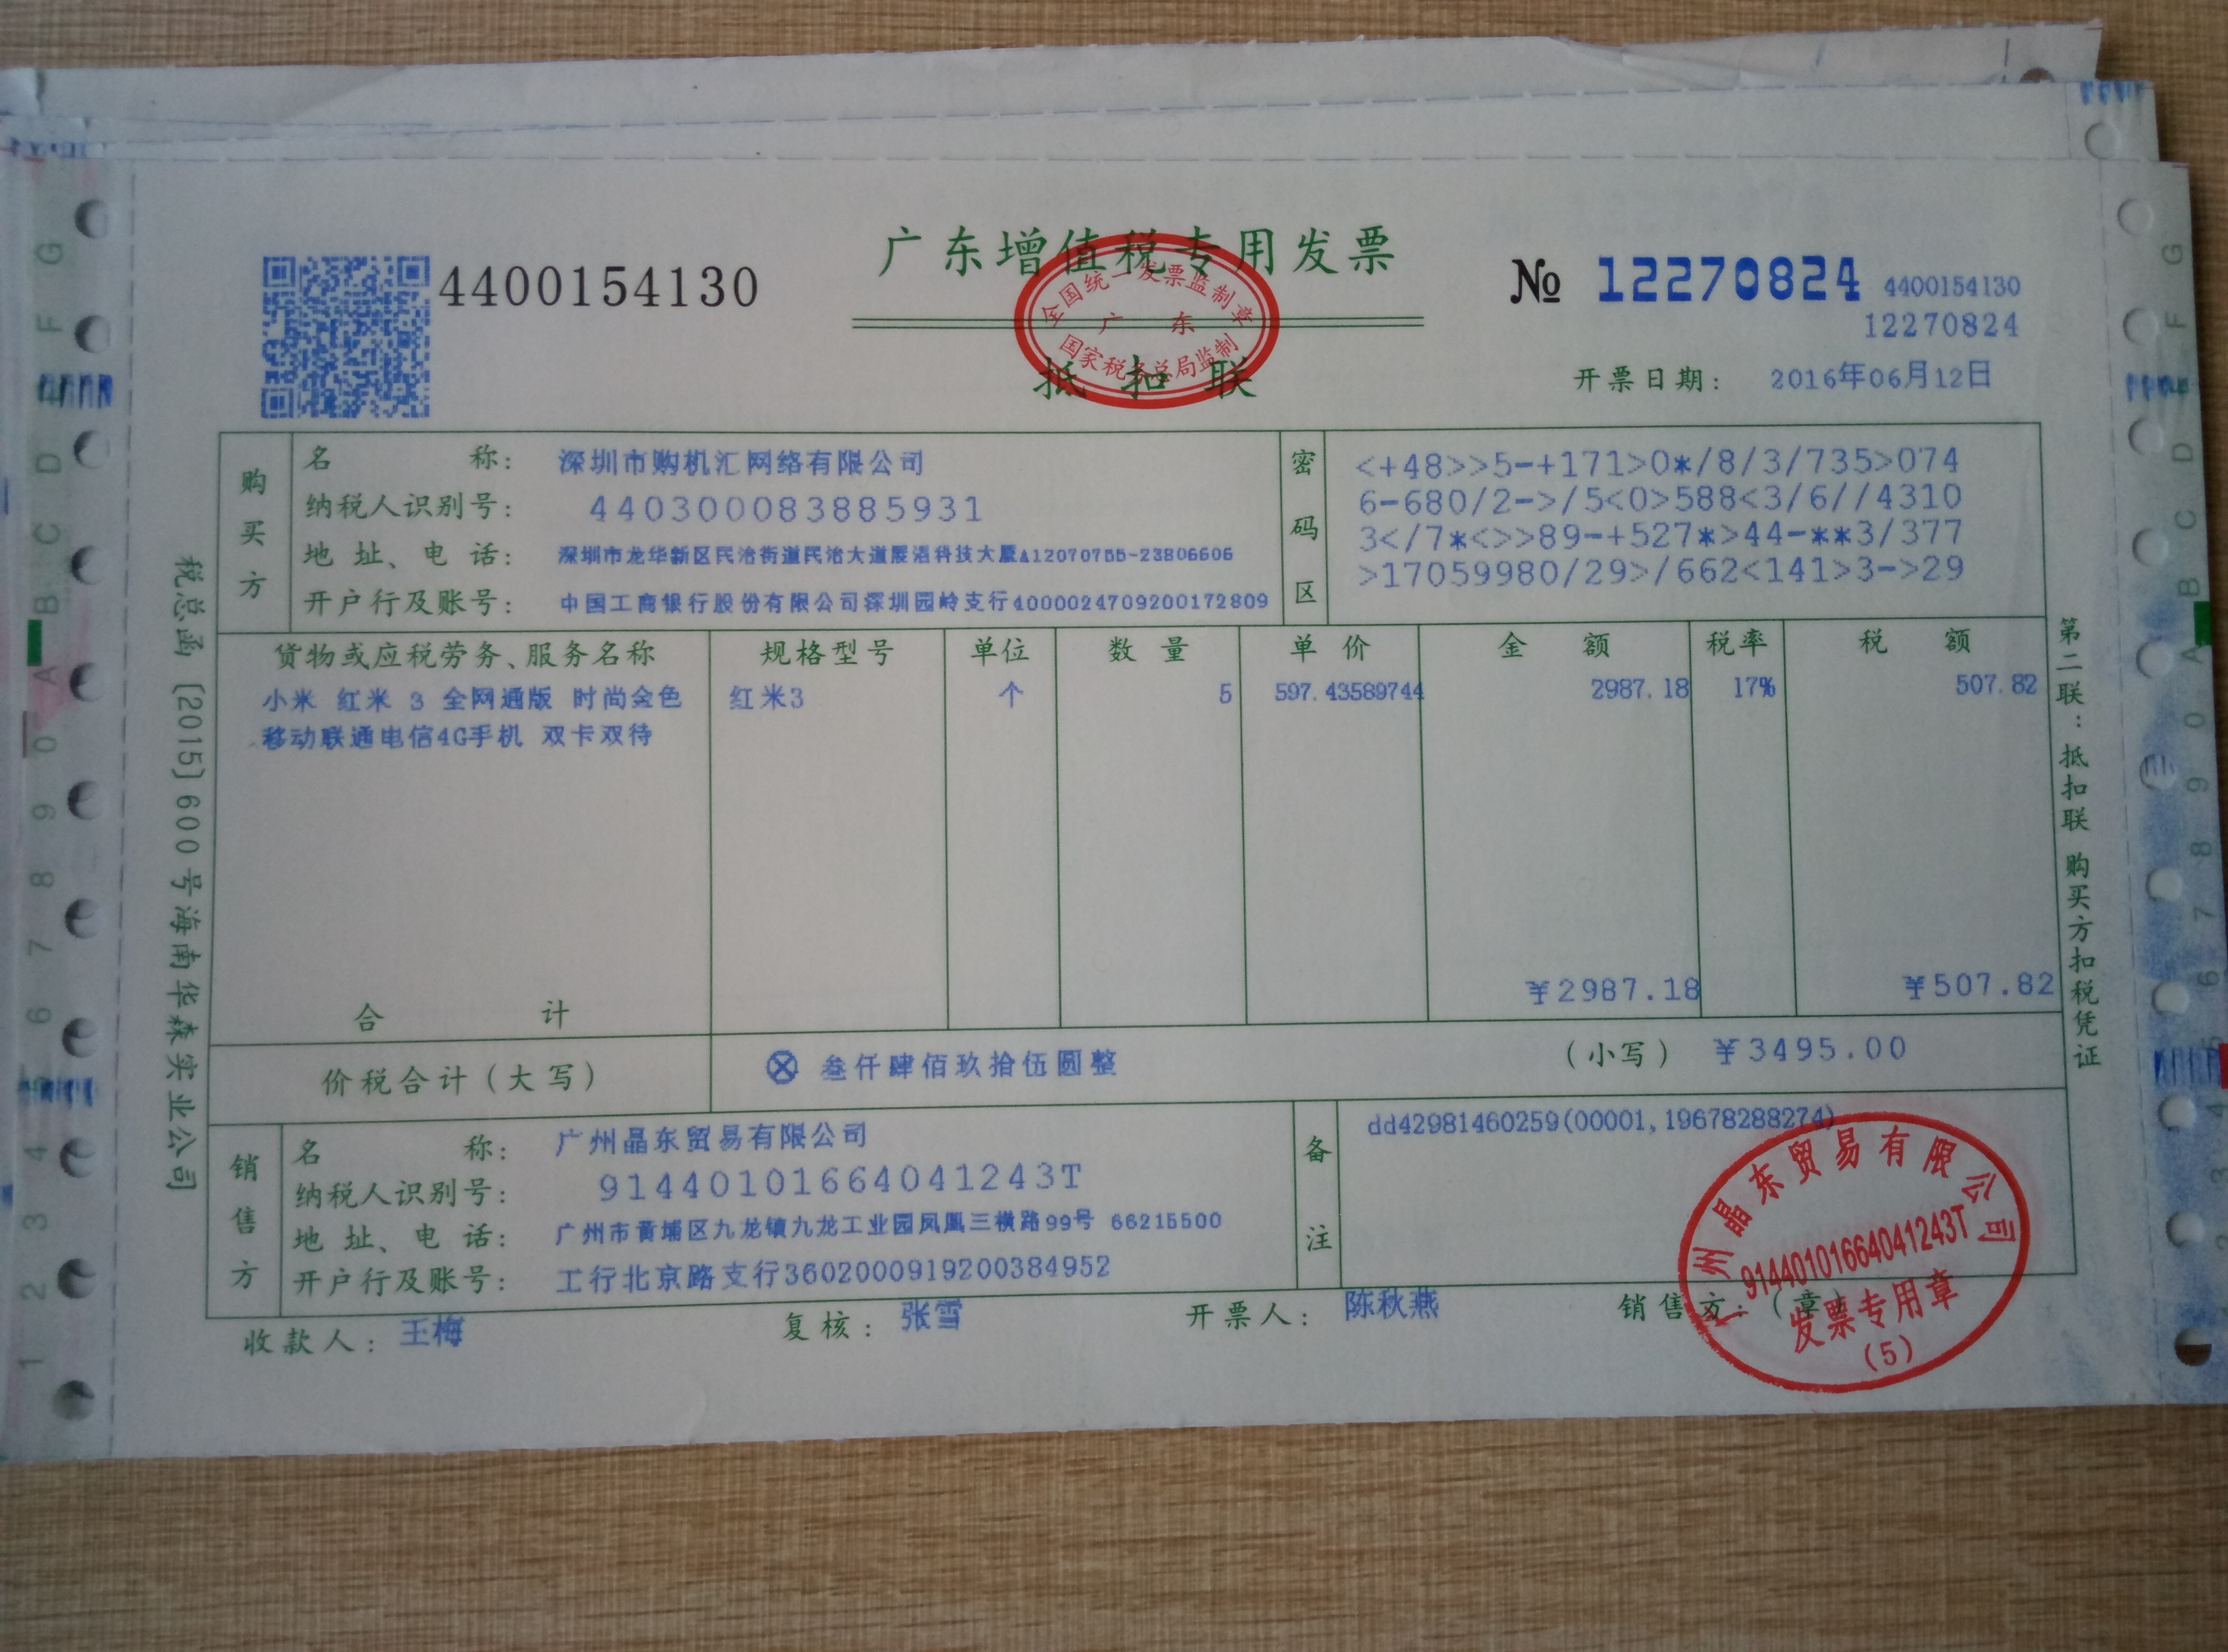 广东增值税专用发票
4400154130
№ 12270824
4400154130
12270824
全国统一发票监制章
广 东
国家税务总局监制
抵 扣 联
开票日期: 2016年06月12日
购买方
名 称: 深圳市购机汇网络有限公司
纳税人识别号: 440300083885931
地 址、电 话: 深圳市龙华新区民治街道民治大道展滔科技大厦A12070755-23806606
开户行及账号: 中国工商银行股份有限公司深圳园岭支行4000024709200172809
密码区
<+48>>5-+171>0*/8/3/735>074
6-680/2->/5<0>588<3/6//4310
3</7*<>>89-+527*>44-**3/377
>17059980/29>/662<141>3->29
货物或应税劳务、服务名称 规格型号 单位 数 量 单 价 金 额 税率 税 额
小米 红米 3 全网通版 时尚金色 红米3 个 5 597.43589744 2987.18 17% 507.82
移动联通电信4G手机 双卡双待
合 计 ¥2987.18 ¥507.82
价税合计(大写) ⊗ 叁仟肆佰玖拾伍圆整 (小写) ¥3495.00
销售方
名 称: 广州晶东贸易有限公司
纳税人识别号: 91440101664041243T
地 址、电 话: 广州市黄埔区九龙镇九龙工业园凤凰三横路99号 66215500
开户行及账号: 工行北京路支行3602000919200384952
备注
dd42981460259(00001,19678288274)
收款人: 王梅 复核: 张雪 开票人: 陈秋燕 销售方:(章)
广州晶东贸易有限公司
91440101664041243T
发票专用章
(5)
税总函〔2015〕600号海南华森实业公司
第二联:抵扣联 购买方扣税凭证
G
F
D
C
B
A
0
9
8
7
6
5
4
3
2
1
G
F
D
C
B
A
0
9
8
7
6